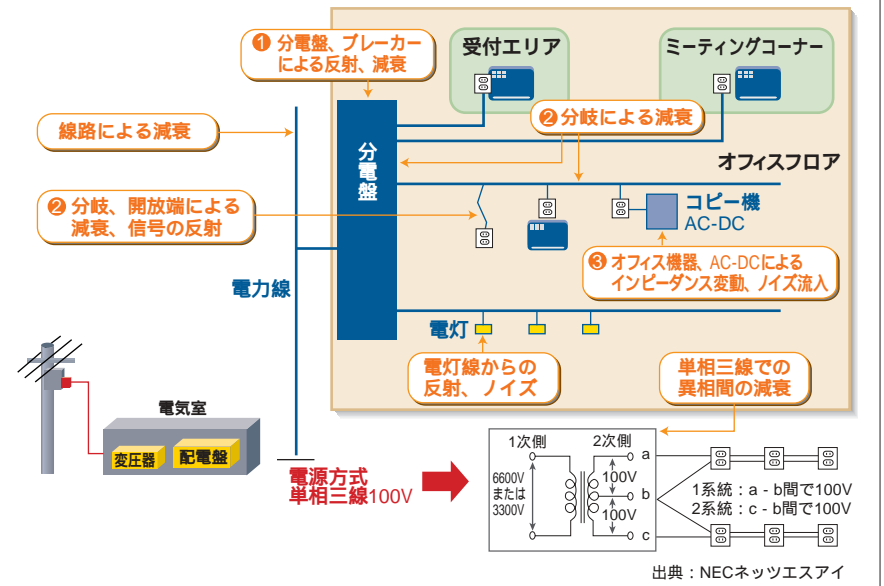 ❶ 分電盤、ブレーカー
による反射、減衰
受付エリア
ミーティングコーナー
線路による減衰
❷分岐による減衰
分電盤
オフィスフロア
❷ 分岐、開放端による
減衰、信号の反射
コピー機
AC-DC
❸ オフィス機器、AC-DCによる
インピーダンス変動、ノイズ流入
電力線
電灯
電灯線からの
反射、ノイズ
単相三線での
異相間の減衰
電気室
変圧器
配電盤
電源方式
単相三線100V
1次側
2次側
6600V
または
3300V
100V
100V
a
b
c
1系統：a - b間で100V
2系統：c - b間で100V
出典：NECネッツエスアイ